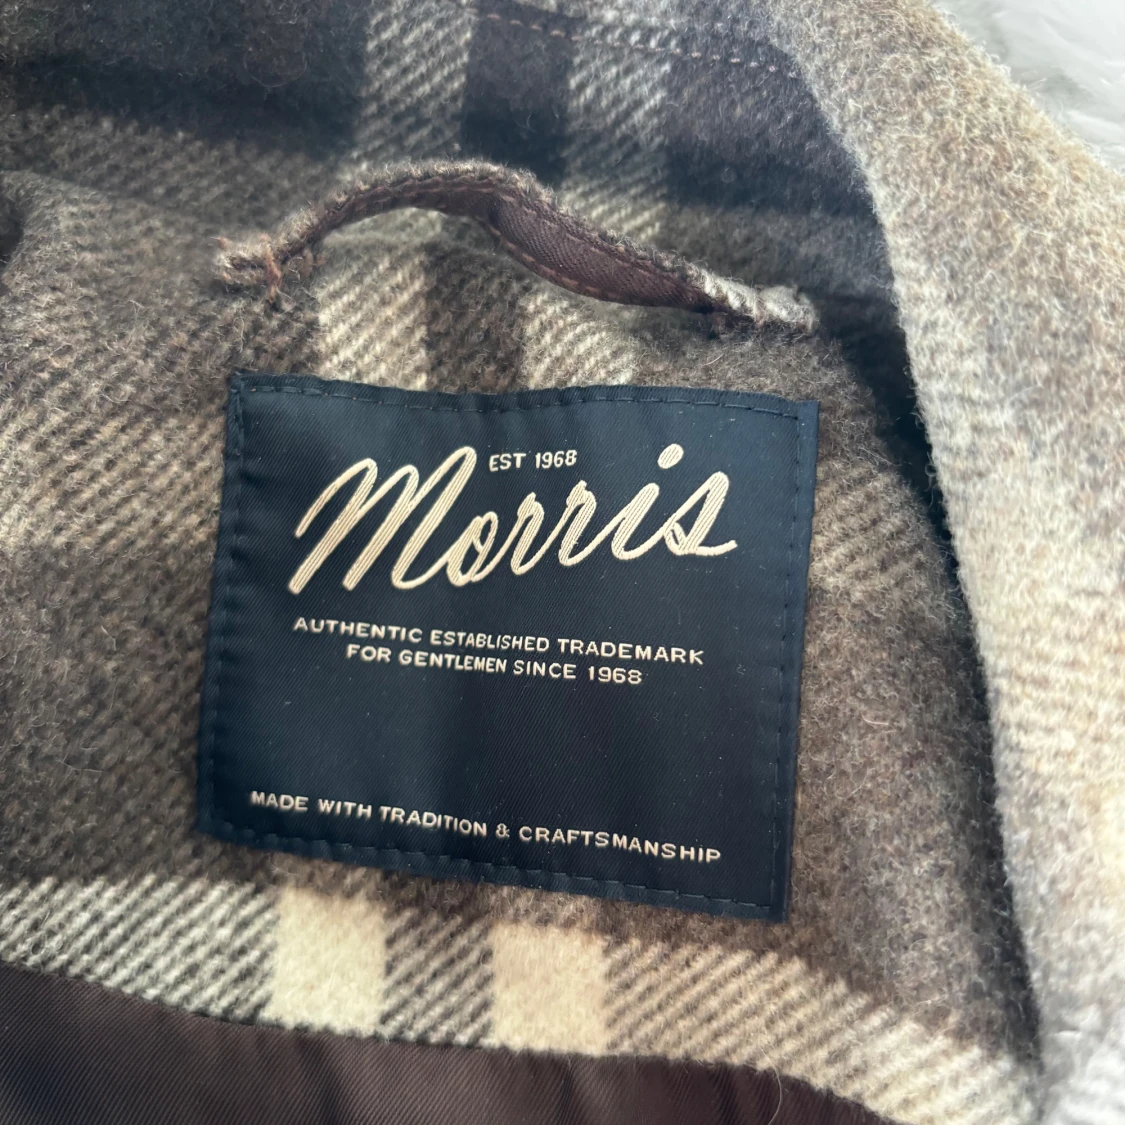 EST 1968
Morris
AUTHENTIC ESTABLISHED TRADEMARK
FOR GENTLEMEN SINCE 1968
MADE WITH TRADITION & CRAFTSMANSHIP